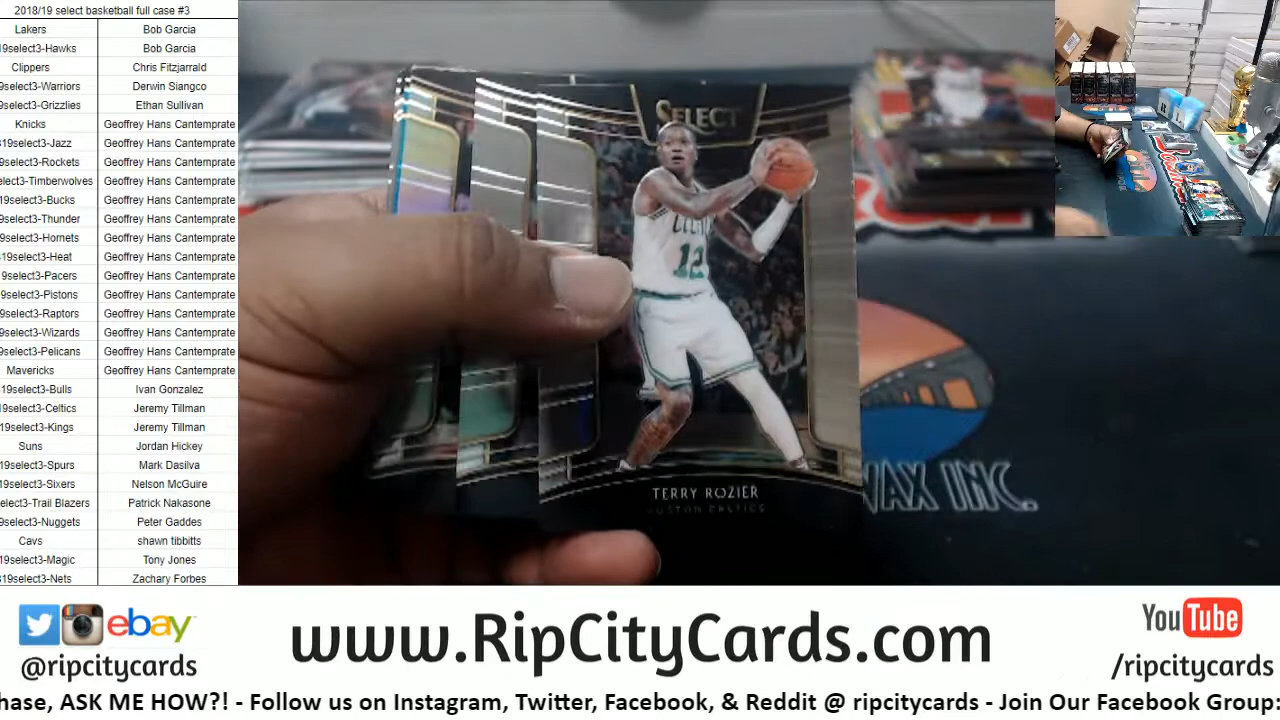 2018/19 select basketball full case #3
Lakers Bob Garcia
19select3-Hawks Bob Garcia
Clippers Chris Fitzjarrald
9select3-Warriors Derwin Siangco
9select3-Grizzlies Ethan Sullivan
Knicks Geoffrey Hans Cantemprate
19select3-Jazz Geoffrey Hans Cantemprate
9select3-Rockets Geoffrey Hans Cantemprate
elect3-Timberwolves Geoffrey Hans Cantemprate
19select3-Bucks Geoffrey Hans Cantemprate
9select3-Thunder Geoffrey Hans Cantemprate
9select3-Hornets Geoffrey Hans Cantemprate
19select3-Heat Geoffrey Hans Cantemprate
9select3-Pacers Geoffrey Hans Cantemprate
9select3-Pistons Geoffrey Hans Cantemprate
9select3-Raptors Geoffrey Hans Cantemprate
9select3-Wizards Geoffrey Hans Cantemprate
9select3-Pelicans Geoffrey Hans Cantemprate
Mavericks Geoffrey Hans Cantemprate
19select3-Bulls Ivan Gonzalez
19select3-Celtics Jeremy Tillman
19select3-Kings Jeremy Tillman
Suns Jordan Hickey
19select3-Spurs Mark Dasilva
19select3-Sixers Nelson McGuire
elect3-Trail Blazers Patrick Nakasone
9select3-Nuggets Peter Gaddes
Cavs shawn tibbitts
19select3-Magic Tony Jones
19select3-Nets Zachary Forbes
SELECT
12
TERRY ROZIER
BOSTON CELTICS
WAX INC.
ebay
@ripcitycards
www.RipCityCards.com
YouTube
/ripcitycards
hase, ASK ME HOW?! - Follow us on Instagram, Twitter, Facebook, & Reddit @ ripcitycards - Join Our Facebook Group: